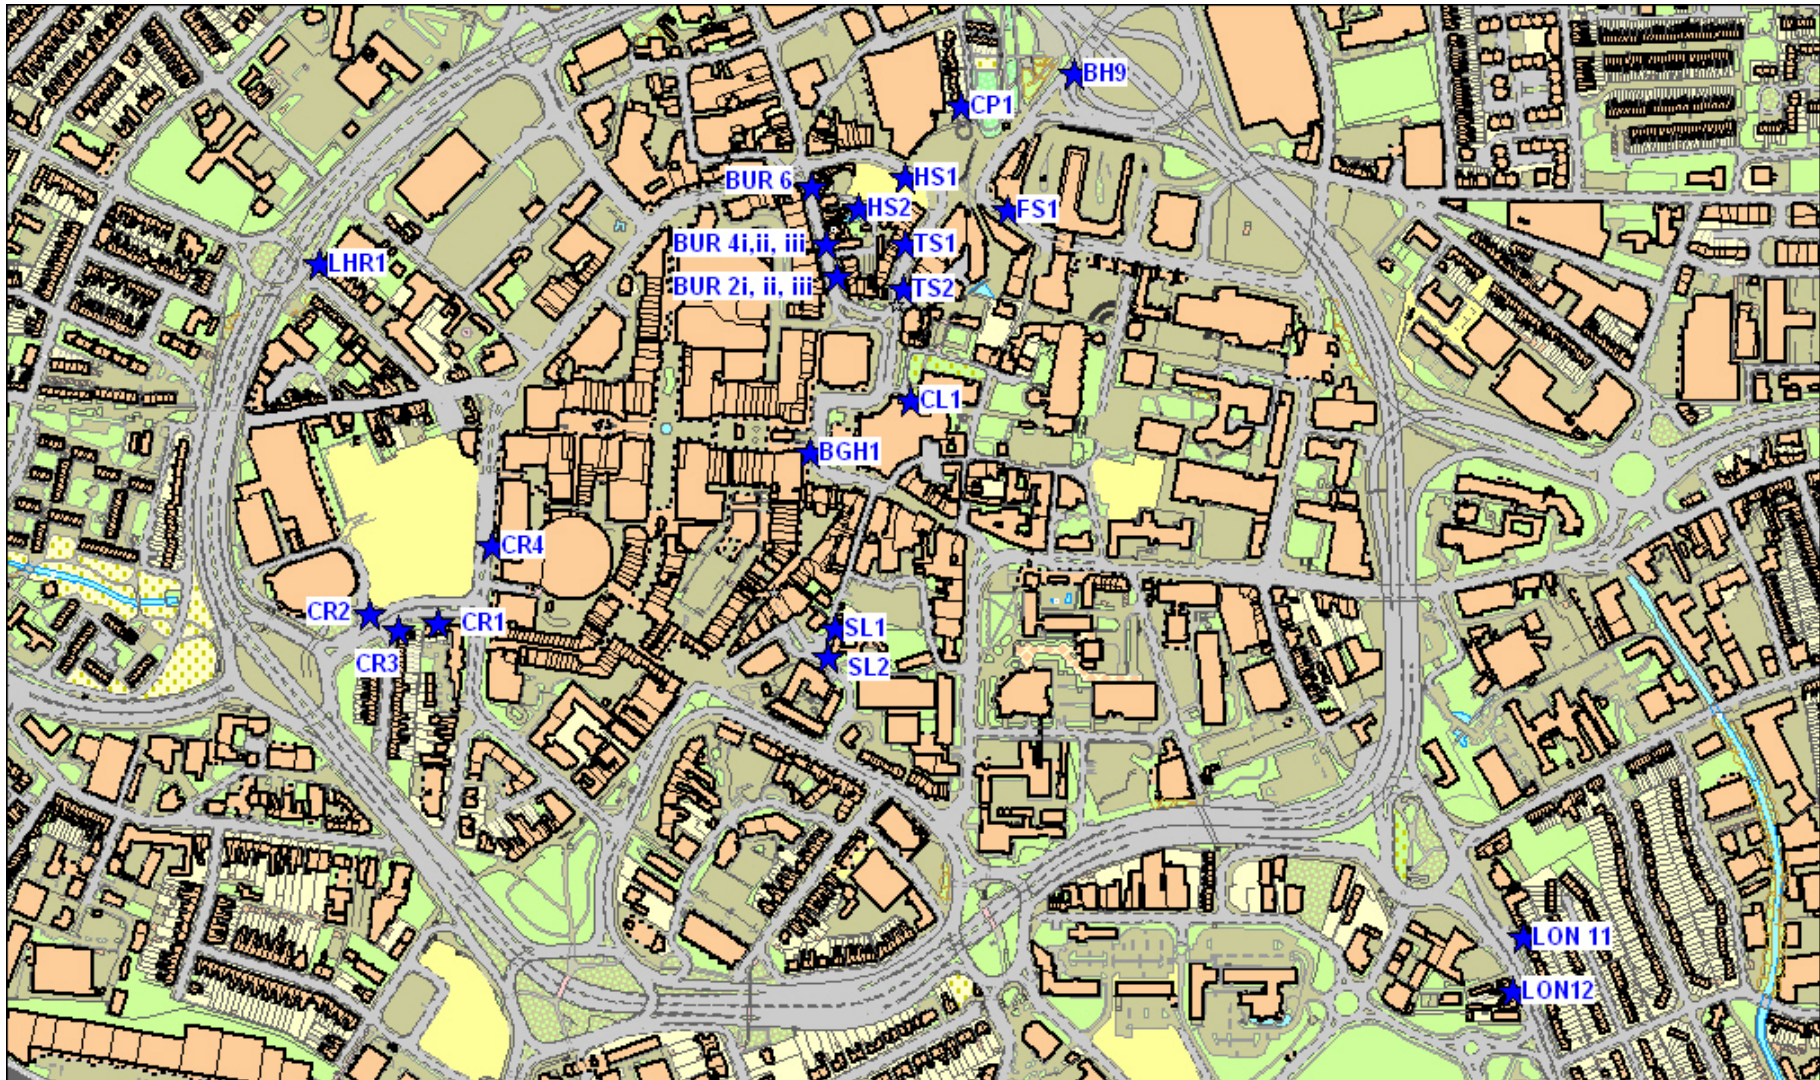 BH9
CP1
BUR 6
HS1
HS2
FS1
BUR 4i,ii, iii
TS1
LHR1
BUR 2i, ii, iii
TS2
CL1
BGH1
CR4
CR2
CR1
SL1
CR3
SL2
LON 11
LON12